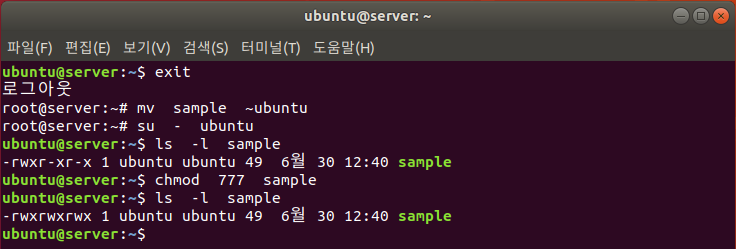 ubuntu@server: ~
파일(F) 편집(E) 보기(V) 검색(S) 터미널(T) 도움말(H)
ubuntu@server:~$ exit
로그아웃
root@server:~# mv  sample  ~ubuntu
root@server:~# su  -  ubuntu
ubuntu@server:~$ ls  -l  sample
-rwxr-xr-x 1 ubuntu ubuntu 49  6월 30 12:40 sample
ubuntu@server:~$ chmod  777  sample
ubuntu@server:~$ ls  -l  sample
-rwxrwxrwx 1 ubuntu ubuntu 49  6월 30 12:40 sample
ubuntu@server:~$